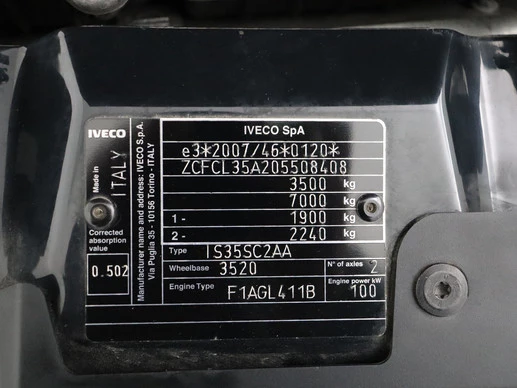 IVECO
IVECO SpA
e3*2007/46*0120*
ZCFCL35A205508408
3500 kg
7000 kg
1- 1900 kg
2- 2240 kg
Type IS35SC2AA
Wheelbase 3520 N° of axles 2
Engine Type F1AGL411B Engine power kW 100
Made in ITALY
Corrected
absorption
value
0.502
Manufacturer name and address: IVECO S.p.A.
Via Puglia 35 - 10156 Torino - ITALY